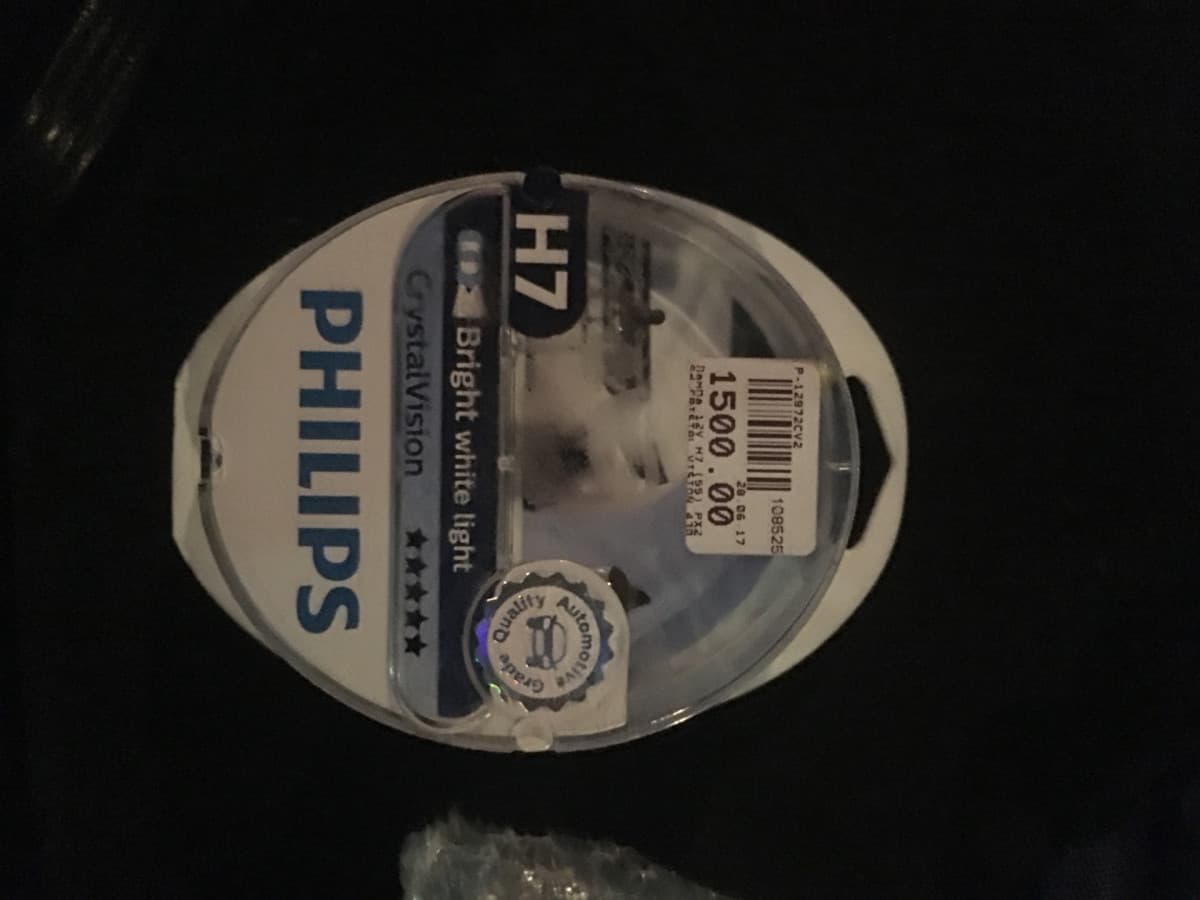 P-12972CV2
108525
28.06 17
1500.00
H7
Bright white light
CrystalVision ★★★★★
PHILIPS
Automotive Grade Quality